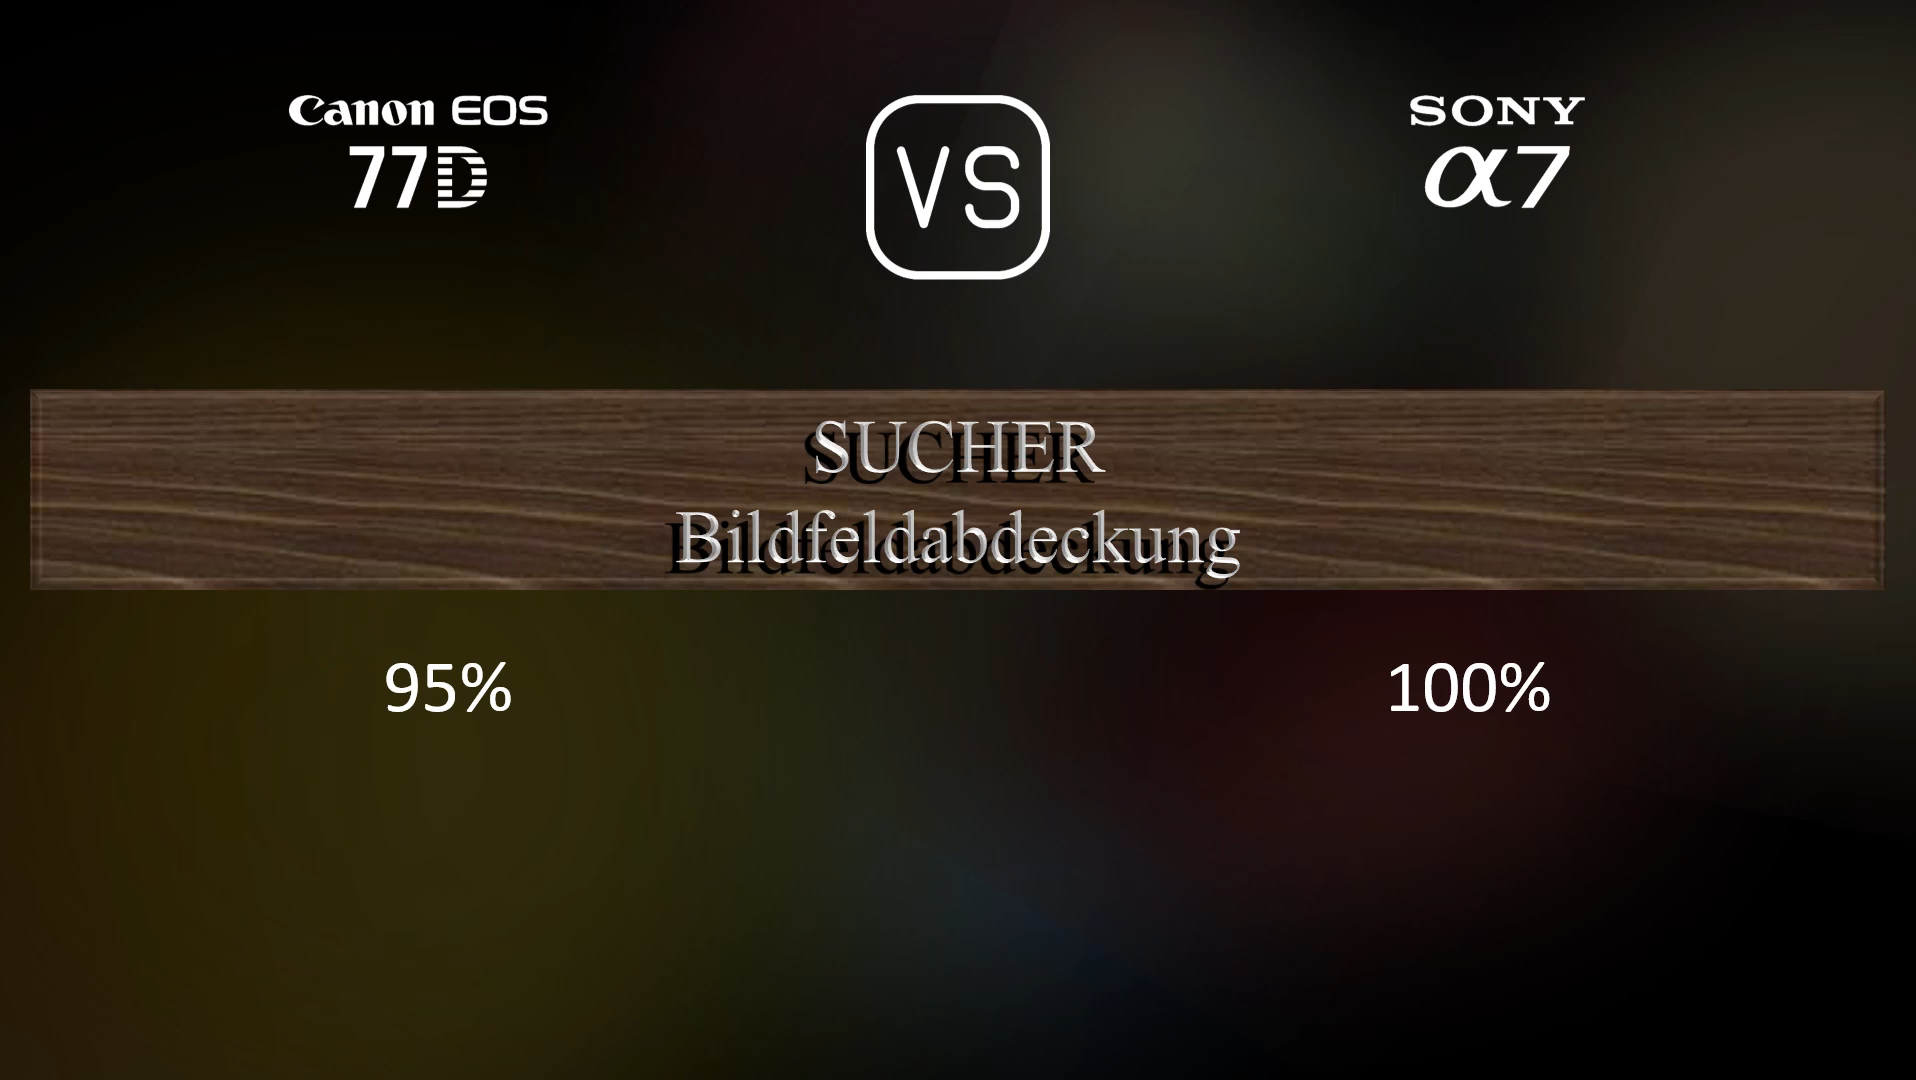 Canon EOS
77D
VS
SONY
α7
SUCHER
Bildfeldabdeckung
95%
100%